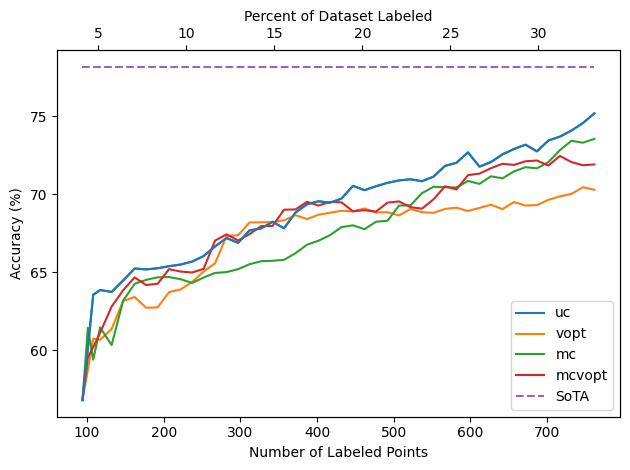 Percent of Dataset Labeled
5 10 15 20 25 30
Accuracy (%)
75
70
65
60
uc
vopt
mc
mcvopt
SoTA
100 200 300 400 500 600 700
Number of Labeled Points